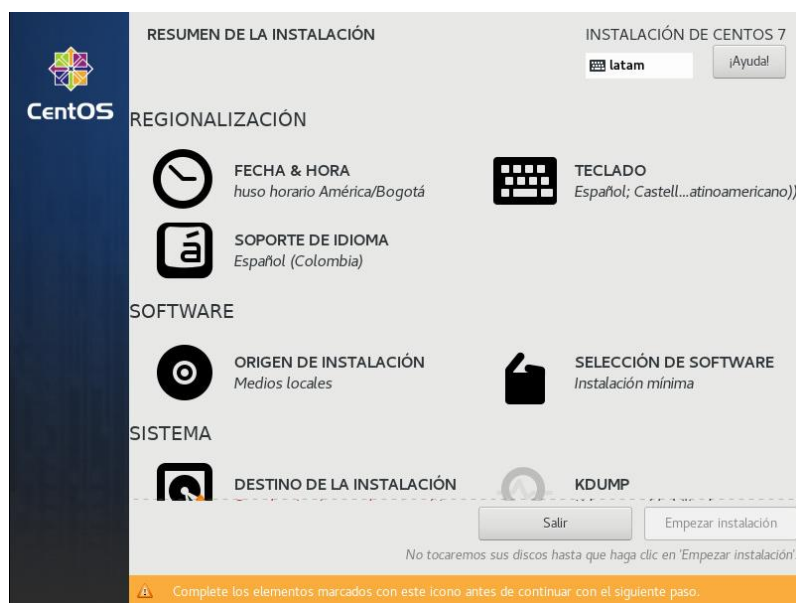 RESUMEN DE LA INSTALACIÓN
INSTALACIÓN DE CENTOS 7
latam
¡Ayuda!
CentOS
REGIONALIZACIÓN
FECHA & HORA
huso horario América/Bogotá
TECLADO
Español; Castell...atinoamericano))
SOPORTE DE IDIOMA
Español (Colombia)
SOFTWARE
ORIGEN DE INSTALACIÓN
Medios locales
SELECCIÓN DE SOFTWARE
Instalación mínima
SISTEMA
DESTINO DE LA INSTALACIÓN
KDUMP
Salir
Empezar instalación
No tocaremos sus discos hasta que haga clic en 'Empezar instalación'.
Complete los elementos marcados con este icono antes de continuar con el siguiente paso.